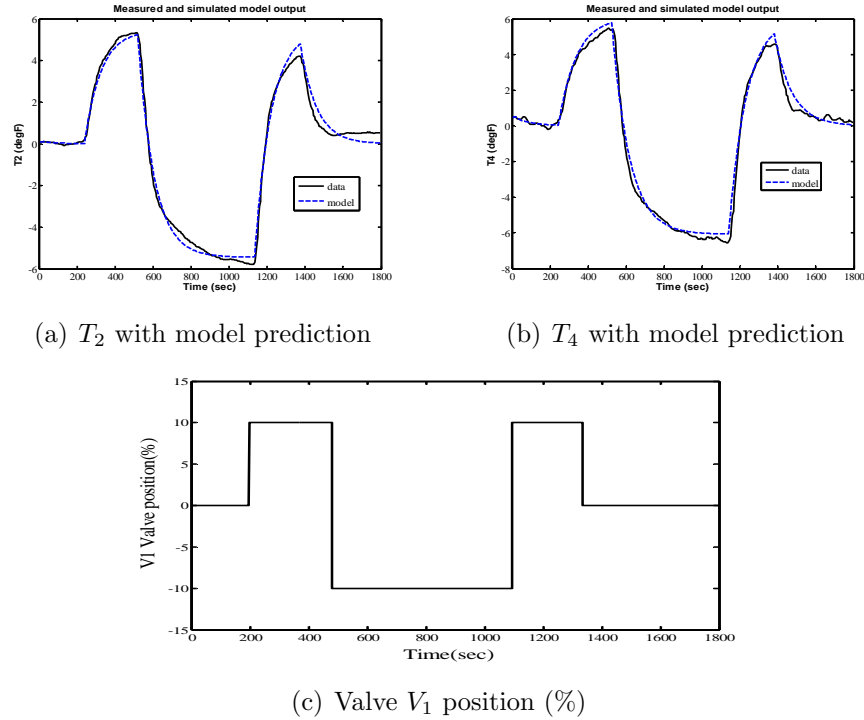 Measured and simulated model output
T2 (degF)
6
4
2
0
-2
-4
-6
data
model
0 200 400 600 800 1000 1200 1400 1600 1800
Time (sec)
(a) T₂ with model prediction
Measured and simulated model output
T4 (degF)
6
4
2
0
-2
-4
-6
-8
data
model
0 200 400 600 800 1000 1200 1400 1600 1800
Time (sec)
(b) T₄ with model prediction
V1 Valve position(%)
15
10
5
0
-5
-10
-15
0 200 400 600 800 1000 1200 1400 1600 1800
Time(sec)
(c) Valve V₁ position (%)